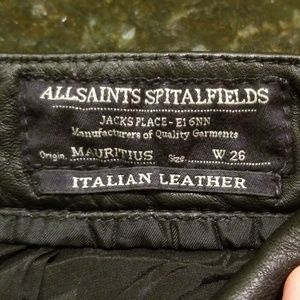 ALLSAINTS SPITALFIELDS
JACKS PLACE - E1 6NN
Manufacturers of Quality Garments
Origin. MAURITIUS Size. W 26
ITALIAN LEATHER